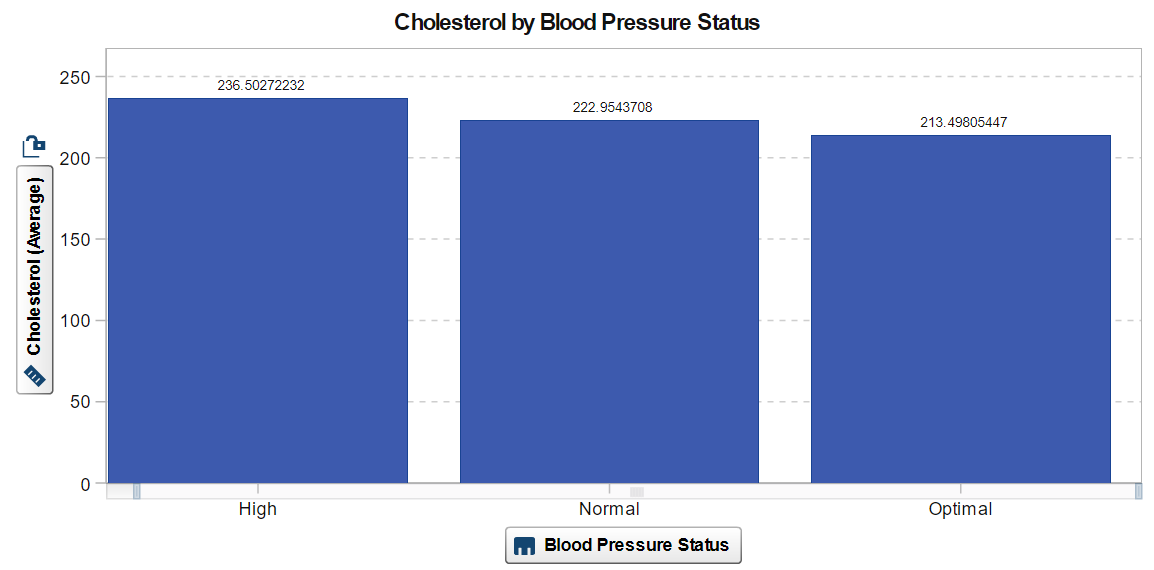 Cholesterol by Blood Pressure Status
Cholesterol (Average)
250
200
150
100
50
0
236.50272232
222.9543708
213.49805447
High
Normal
Optimal
Blood Pressure Status